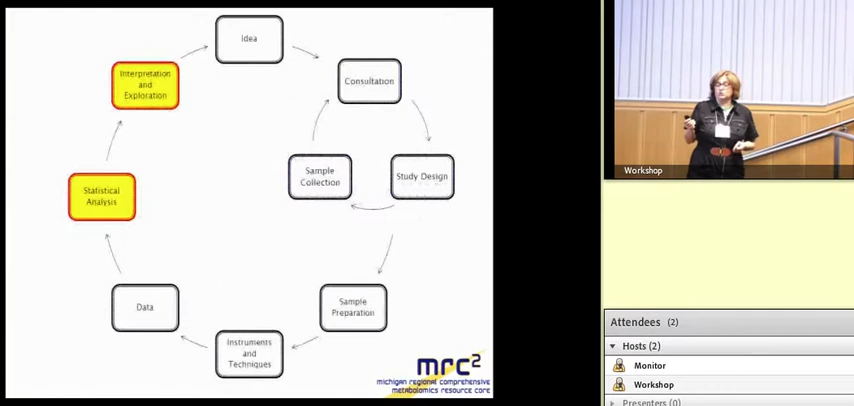 Idea
Interpretation
and
Exploration
Consultation
Sample
Collection
Study Design
Statistical
Analysis
Data
Sample
Preparation
Instruments
and
Techniques
mrc²
michigan regional comprehensive
metabolomics resource core
Workshop
Attendees (2)
Hosts (2)
Monitor
Workshop
Presenters (0)